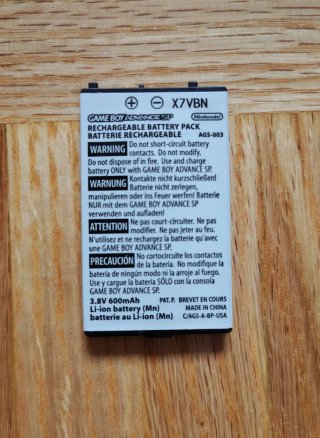 + - X7VBN
GAME BOY ADVANCE SP Nintendo
RECHARGEABLE BATTERY PACK
BATTERIE RECHARGEABLE AGS-003
WARNING Do not short-circuit battery
contacts. Do not modify.
Do not dispose of in fire. Use and charge
battery ONLY with GAME BOY ADVANCE SP.
WARNUNG Kontakte nicht kurzschließen!
Batterie nicht zerlegen,
manipulieren oder ins Feuer werfen! Batterie
NUR mit dem GAME BOY ADVANCE SP
verwenden und aufladen!
ATTENTION Ne pas court-circuiter. Ne pas
modifier. Ne pas jeter au feu.
N'utilisez et ne rechargez la batterie qu'avec
une GAME BOY ADVANCE SP.
PRECAUCIÓN No cortocircuite los contactos
de la batería. No modifique la
batería de ningún modo ni la arroje al fuego.
Use y cargue la batería SÓLO con la consola
GAME BOY ADVANCE SP.
3.8V 600mAh PAT. P. BREVET EN COURS
Li-ion battery (Mn) MADE IN CHINA
batterie au Li-ion (Mn) C/AGS-A-BP-USA